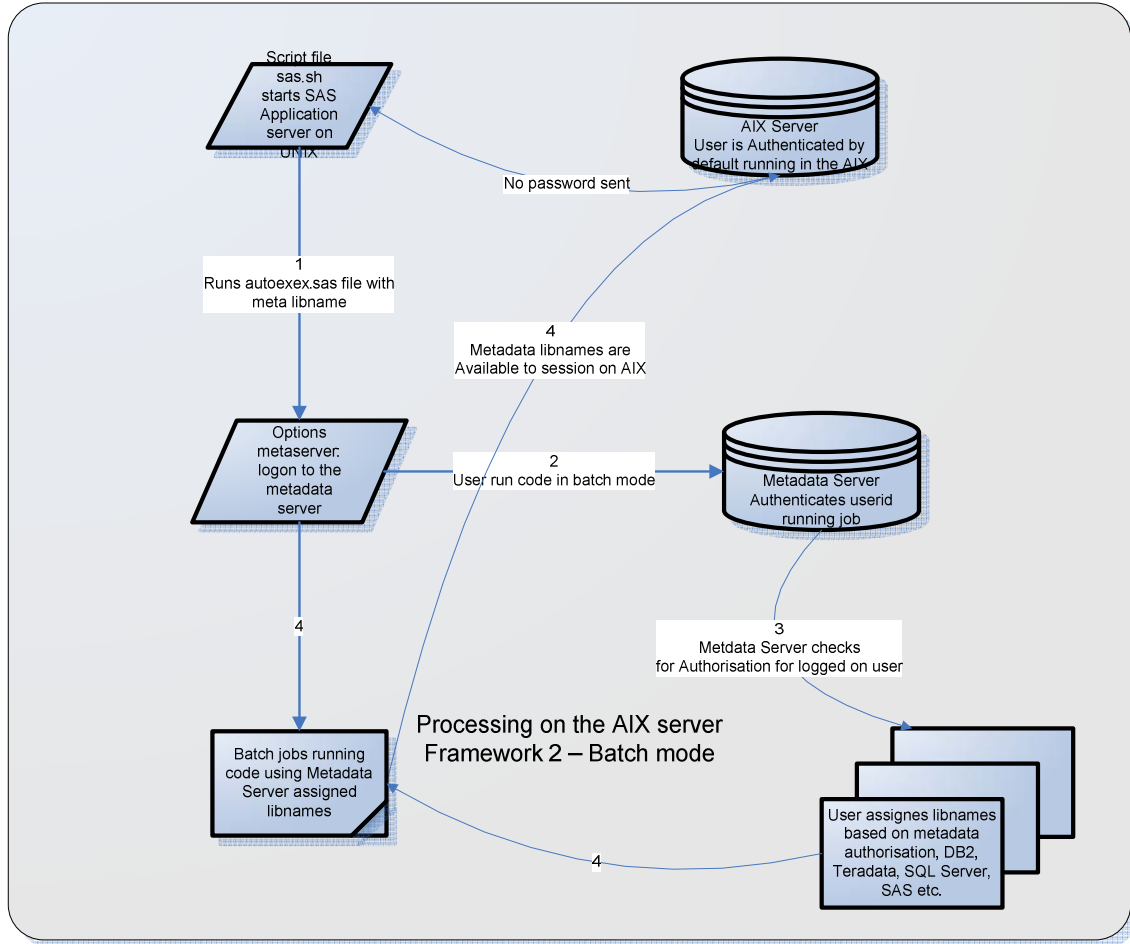 Script file
sas.sh
starts SAS
Application
server on
UNIX
AIX Server
User is Authenticated by
default running in the AIX
No password sent
1
Runs autoexex.sas file with
meta libname
4
Metadata libnames are
Available to session on AIX
Options
metaserver:
logon to the
metadata
server
2
User run code in batch mode
Metadata Server
Authenticates userid
running job
4
3
Metdata Server checks
for Authorisation for logged on user
Processing on the AIX server
Framework 2 – Batch mode
Batch jobs running
code using Metadata
Server assigned
libnames
User assignes libnames
based on metadata
authorisation, DB2,
Teradata, SQL Server,
SAS etc.
4